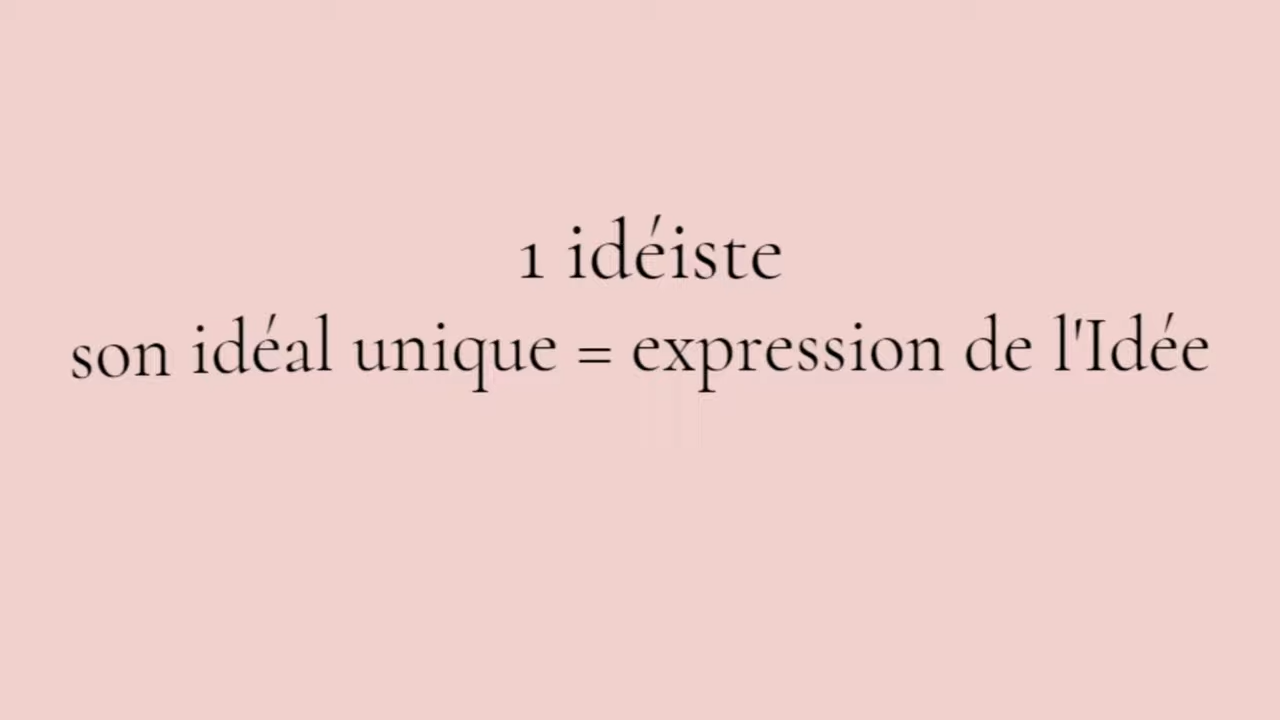 1 idéiste
son idéal unique = expression de l'Idée